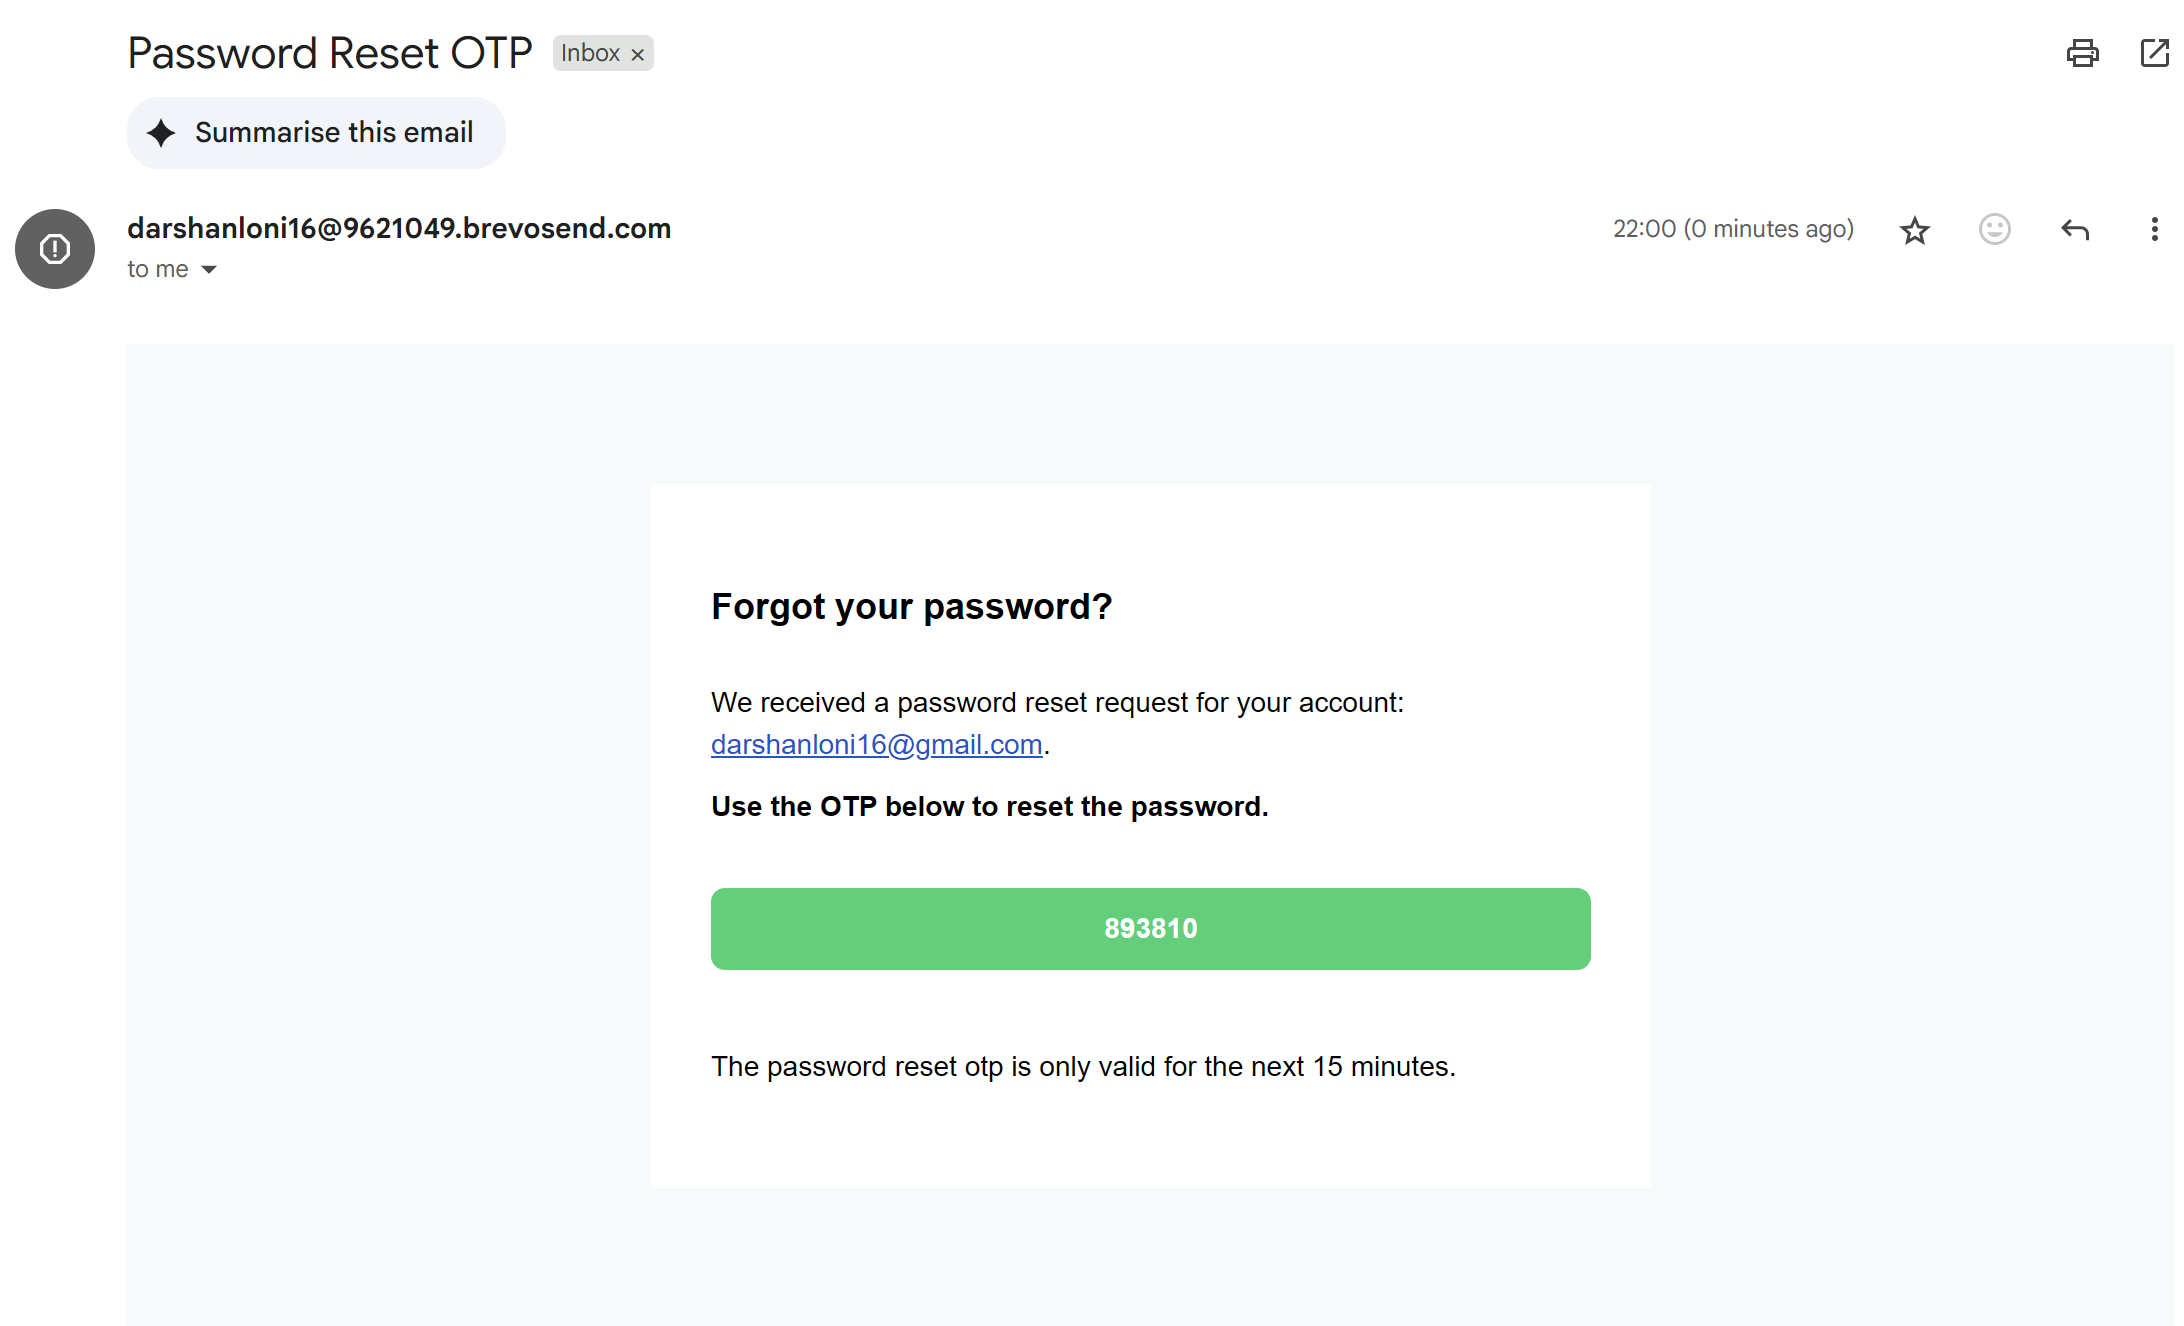 Password Reset OTP Inbox ×
Summarise this email
darshanloni16@9621049.brevosend.com 22:00 (0 minutes ago)
to me
Forgot your password?
We received a password reset request for your account:
darshanloni16@gmail.com.
Use the OTP below to reset the password.
893810
The password reset otp is only valid for the next 15 minutes.